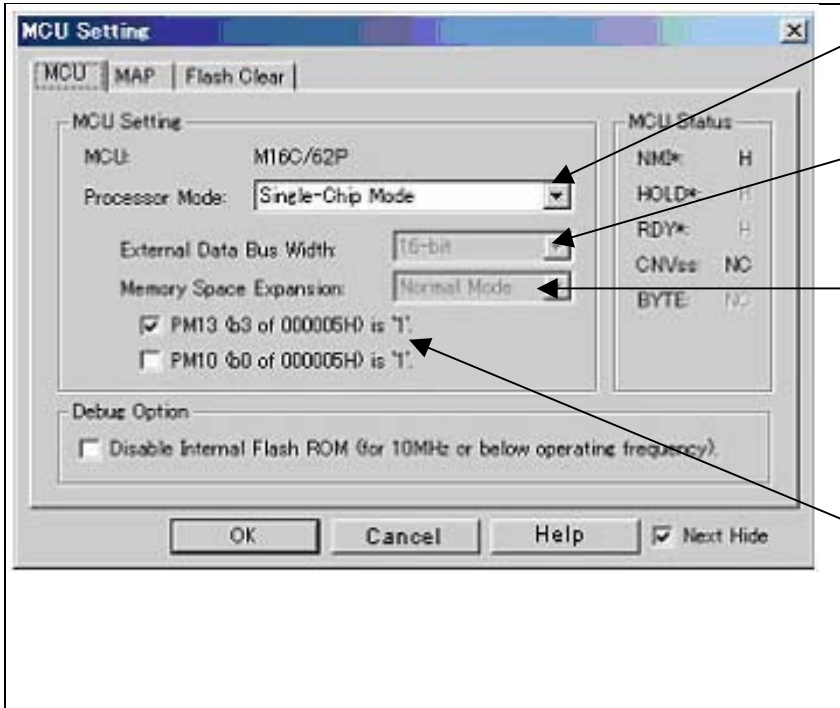 MCU Setting
MCU
MAP
Flash Clear
MCU Setting
MCU: M16C/62P
Processor Mode: Single-Chip Mode
External Data Bus Width: 16-bit
Memory Space Expansion: Normal Mode
PM13 (b3 of 000005H) is "1".
PM10 (b0 of 000005H) is "1".
MCU Status
NMI*: H
HOLD*: H
RDY*: H
CNVss: NC
BYTE: NC
Debug Option
Disable Internal Flash ROM (for 10MHz or below operating frequency).
OK
Cancel
Help
Next Hide